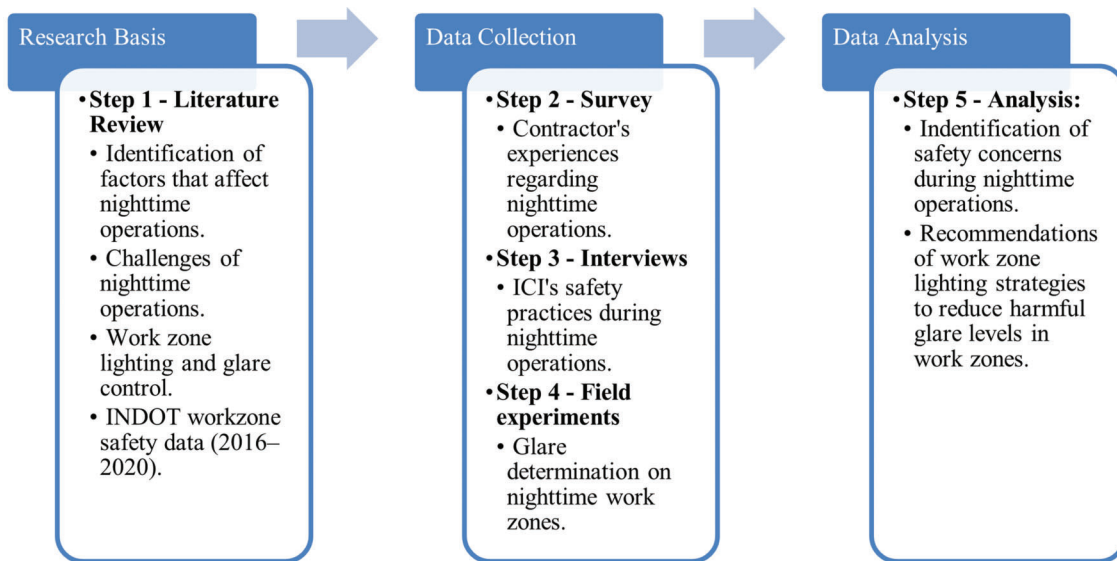 Research Basis
•Step 1 - Literature
Review
• Identification of
factors that affect
nighttime
operations.
• Challenges of
nighttime
operations.
• Work zone
lighting and glare
control.
• INDOT workzone
safety data (2016–
2020).
Data Collection
•Step 2 - Survey
• Contractor's
experiences
regarding
nighttime
operations.
•Step 3 - Interviews
• ICI's safety
practices during
nighttime
operations.
•Step 4 - Field
experiments
• Glare
determination on
nighttime work
zones.
Data Analysis
•Step 5 - Analysis:
• Indentification of
safety concerns
during nighttime
operations.
• Recommendations
of work zone
lighting strategies
to reduce harmful
glare levels in
work zones.